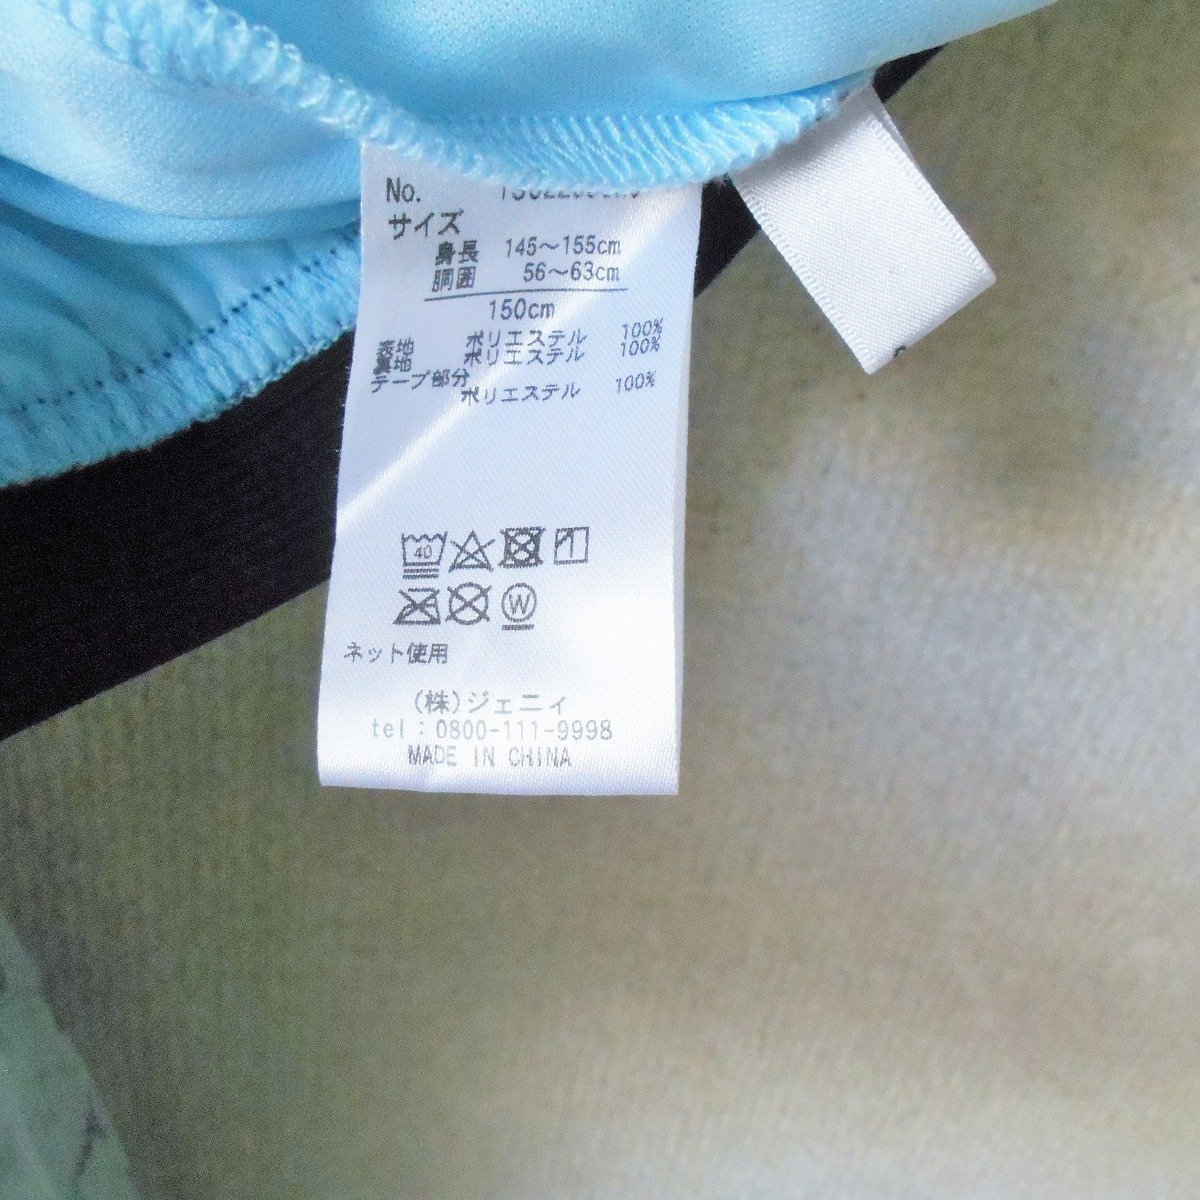 No.
サイズ
身長 145～155cm
胴囲 56～63cm
150cm
表地 ポリエステル 100%
裏地 ポリエステル 100%
テープ部分
ポリエステル 100%
40
W
ネット使用
(株)ジェニィ
tel：0800-111-9998
MADE IN CHINA